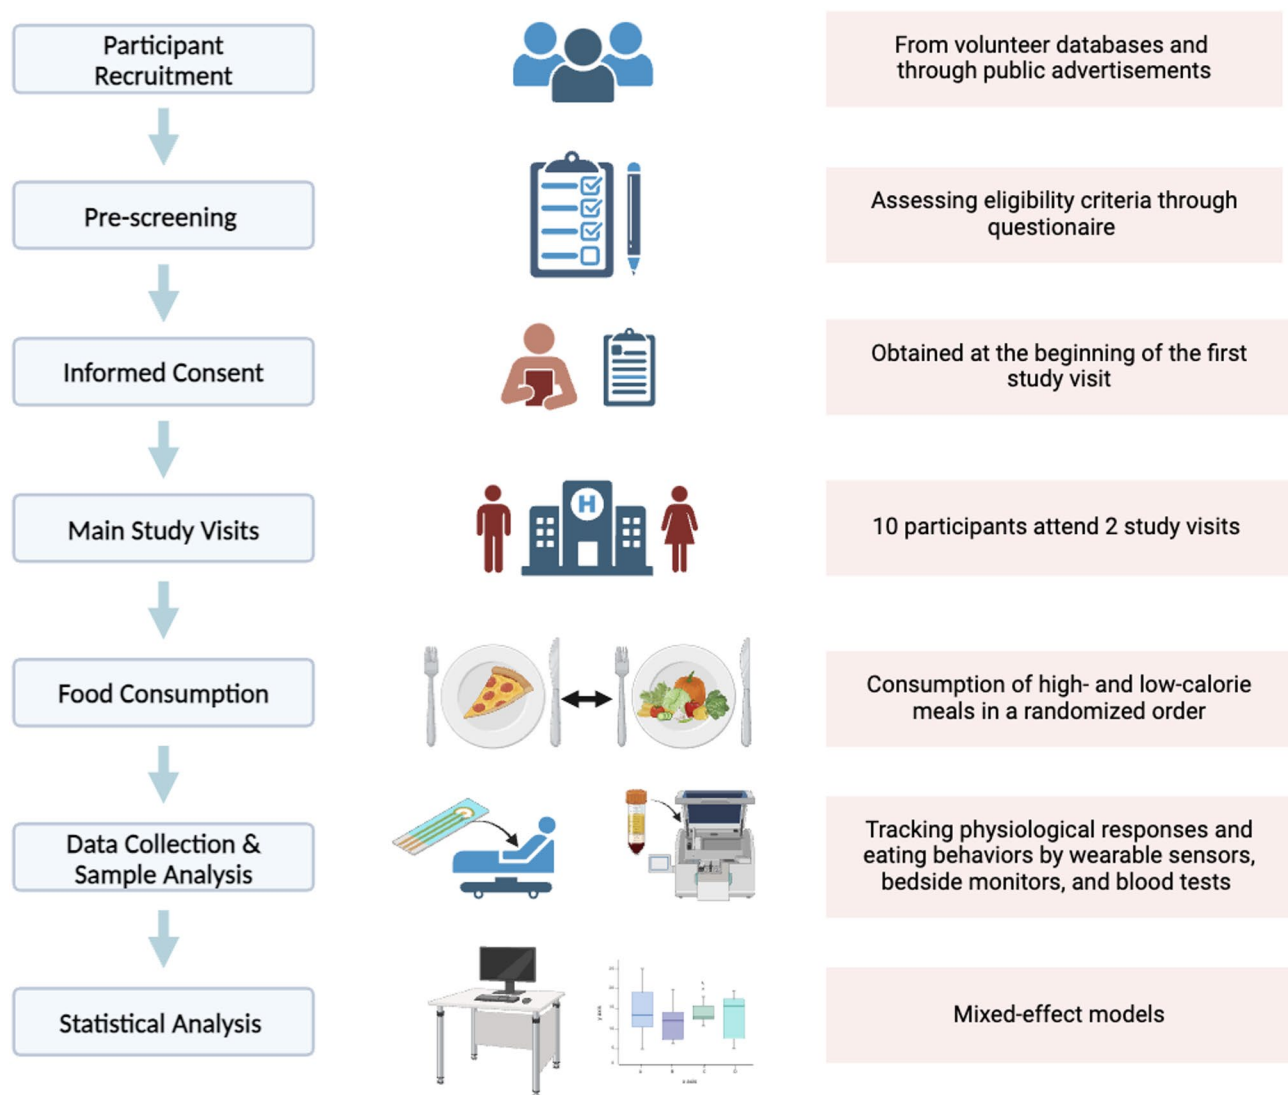 Participant
Recruitment
From volunteer databases and
through public advertisements
Pre-screening
Assessing eligibility criteria through
questionaire
Informed Consent
Obtained at the beginning of the first
study visit
Main Study Visits
H
10 participants attend 2 study visits
Food Consumption
Consumption of high- and low-calorie
meals in a randomized order
Data Collection &
Sample Analysis
Tracking physiological responses and
eating behaviors by wearable sensors,
bedside monitors, and blood tests
Statistical Analysis
A B C D
x axis
Mixed-effect models